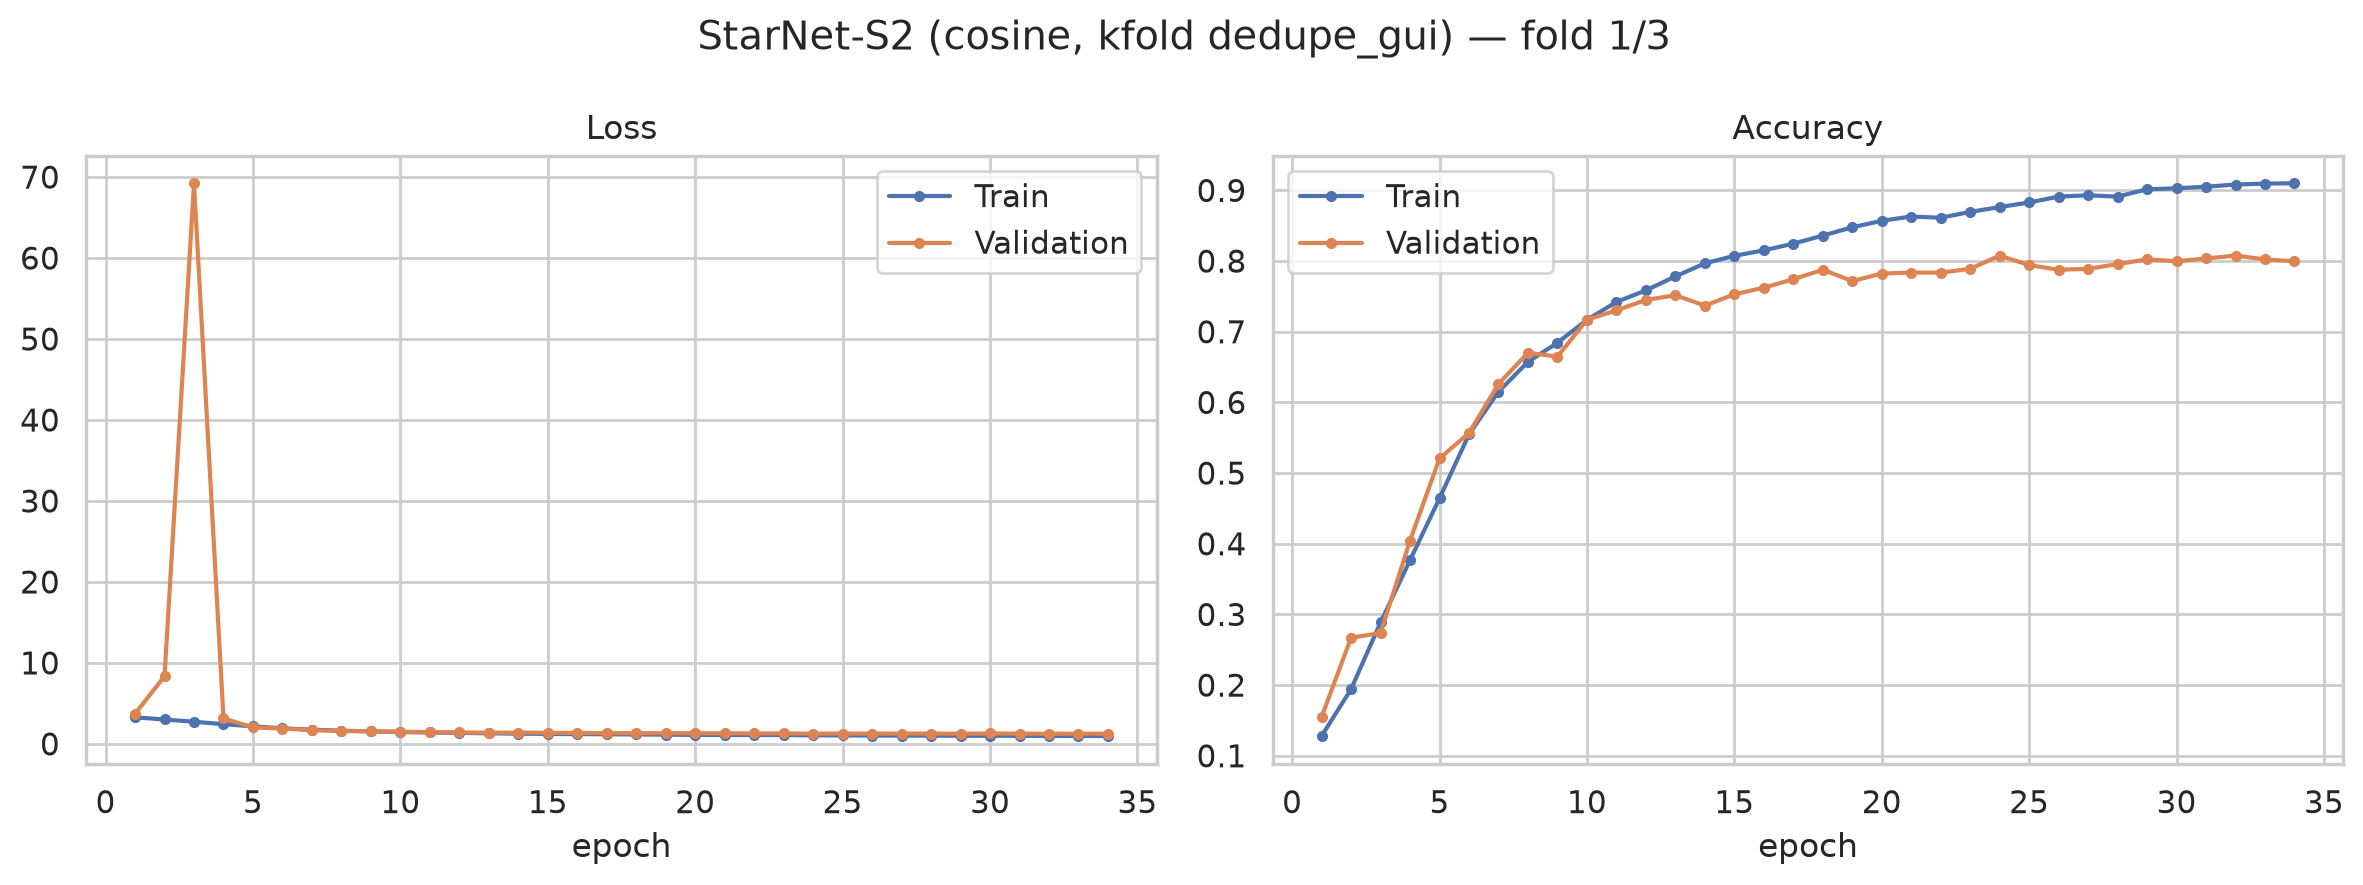 StarNet-S2 (cosine, kfold dedupe_gui) — fold 1/3
Loss
70
60
50
40
30
20
10
0
0 5 10 15 20 25 30 35
epoch
Train
Validation
Accuracy
0.9
0.8
0.7
0.6
0.5
0.4
0.3
0.2
0.1
0 5 10 15 20 25 30 35
epoch
Train
Validation